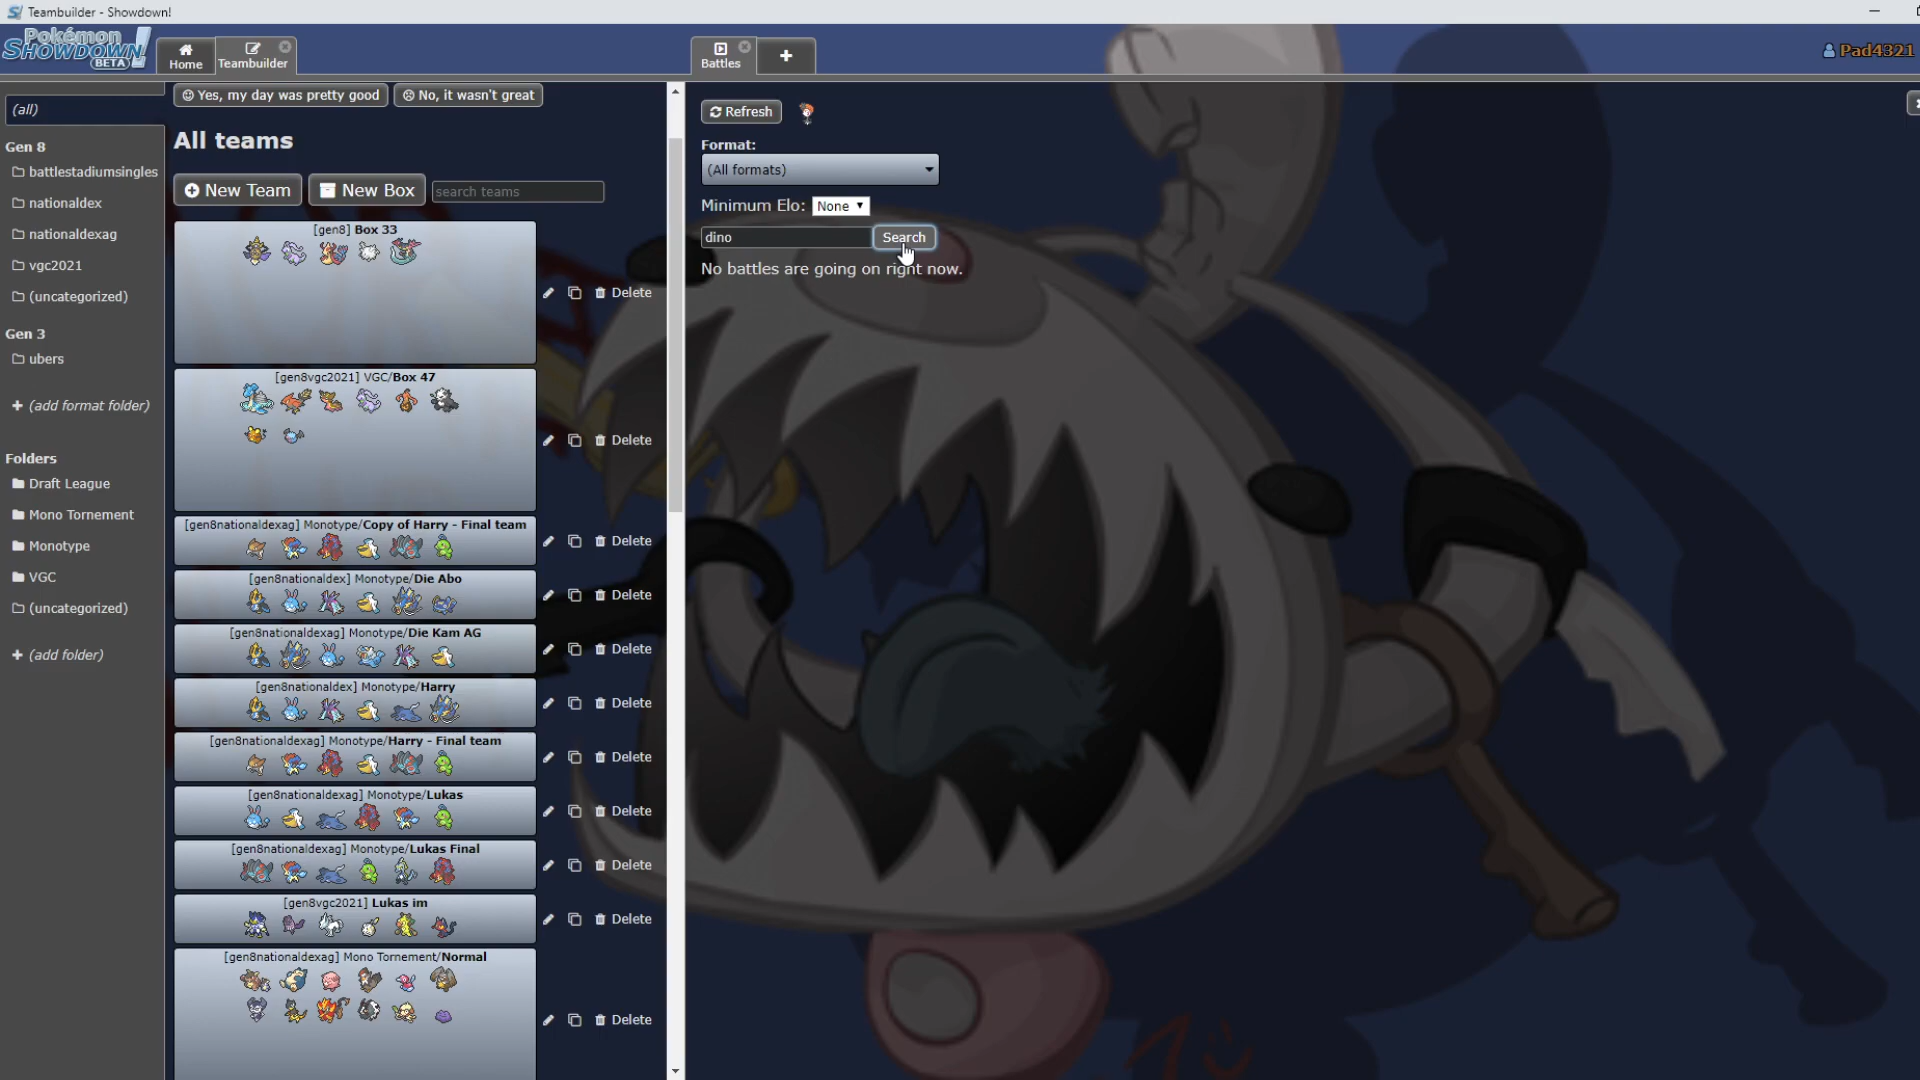 Teambuilder - Showdown!
Pokémon
SHOWDOWN!
BETA
Home
Teambuilder
Battles
Pad4321
(all)
Gen 8
battlestadiumsingles
nationaldex
nationaldexag
vgc2021
(uncategorized)
Gen 3
ubers
(add format folder)
Folders
Draft League
Mono Tornement
Monotype
VGC
(uncategorized)
(add folder)
Yes, my day was pretty good
No, it wasn't great
All teams
New Team
New Box
search teams
[gen8] Box 33
Delete
[gen8vgc2021] VGC/Box 47
Delete
[gen8nationaldexag] Monotype/Copy of Harry - Final team
Delete
[gen8nationaldex] Monotype/Die Abo
Delete
[gen8nationaldexag] Monotype/Die Kam AG
Delete
[gen8nationaldex] Monotype/Harry
Delete
[gen8nationaldexag] Monotype/Harry - Final team
Delete
[gen8nationaldexag] Monotype/Lukas
Delete
[gen8nationaldexag] Monotype/Lukas Final
Delete
[gen8vgc2021] Lukas im
Delete
[gen8nationaldexag] Mono Tornement/Normal
Delete
Refresh
Format:
(All formats)
Minimum Elo: None
dino
Search
No battles are going on right now.